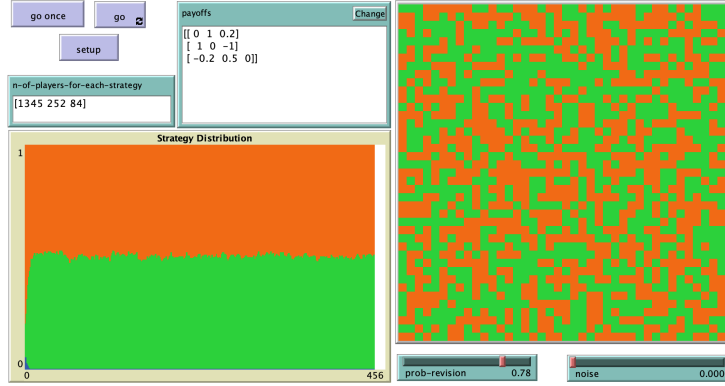 go once
go
setup
n-of-players-for-each-strategy
[1345 252 84]
payoffs
Change
[[ 0 1 0.2]
[ 1 0 -1]
[ -0.2 0.5 0]]
Strategy Distribution
1
0
0
456
prob-revision
0.78
noise
0.000